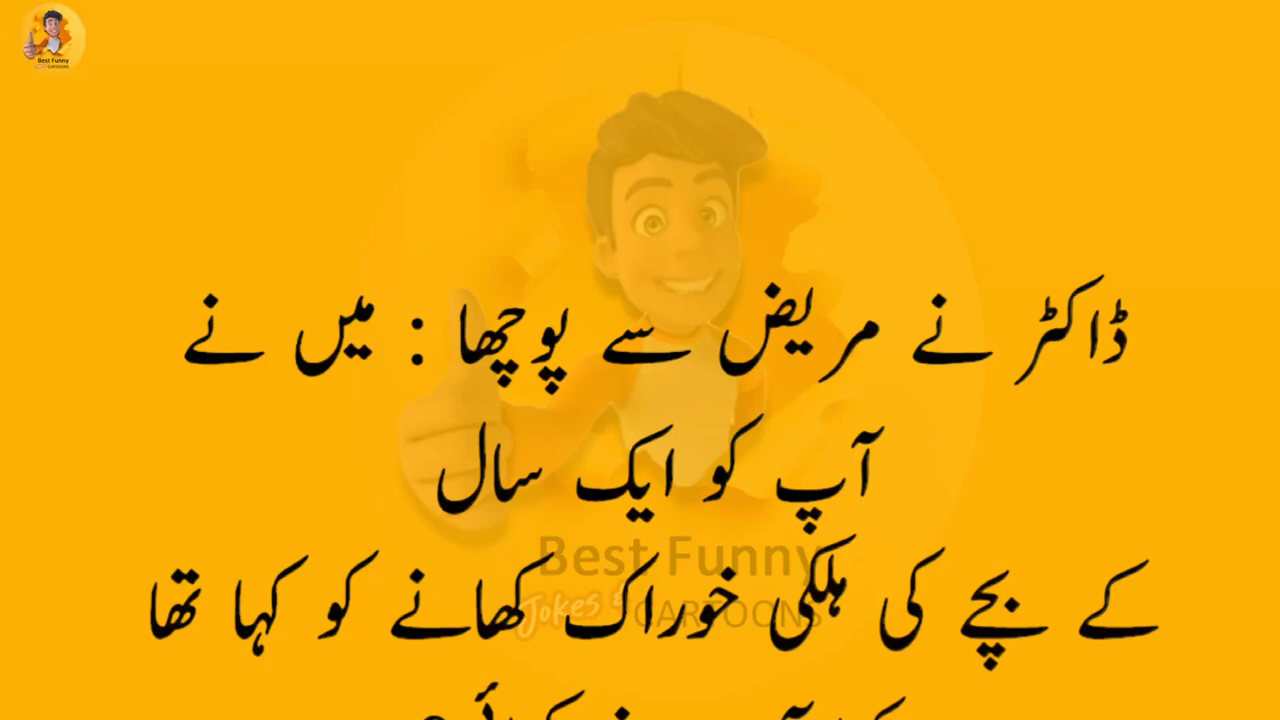 Best Funny
CARTOONS
ڈاکٹر نے مریض سے پوچھا : میں نے
آپ کو ایک سال
Best Funny
کے بچے کی ہلکی خوراک کھانے کو کہا تھا
Jokes &
CARTOONS